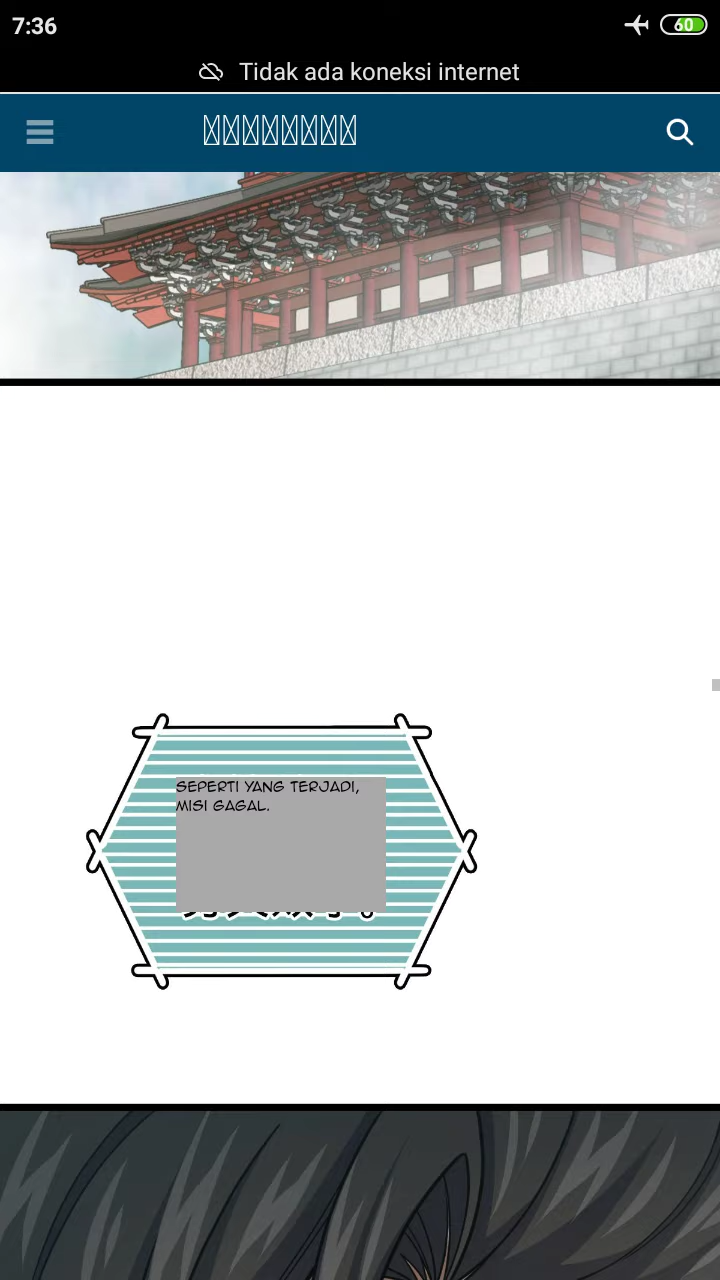 7:36
60
Tidak ada koneksi internet
SEPERTI YANG TERJADI,
MISI GAGAL.